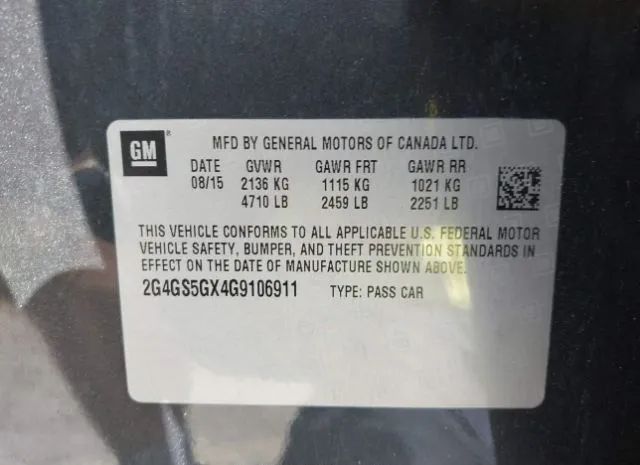 GM ®
MFD BY GENERAL MOTORS OF CANADA LTD.
DATE GVWR GAWR FRT GAWR RR
08/15 2136 KG 1115 KG 1021 KG
4710 LB 2459 LB 2251 LB
THIS VEHICLE CONFORMS TO ALL APPLICABLE U.S. FEDERAL MOTOR
VEHICLE SAFETY, BUMPER, AND THEFT PREVENTION STANDARDS IN
EFFECT ON THE DATE OF MANUFACTURE SHOWN ABOVE.
2G4GS5GX4G9106911 TYPE: PASS CAR